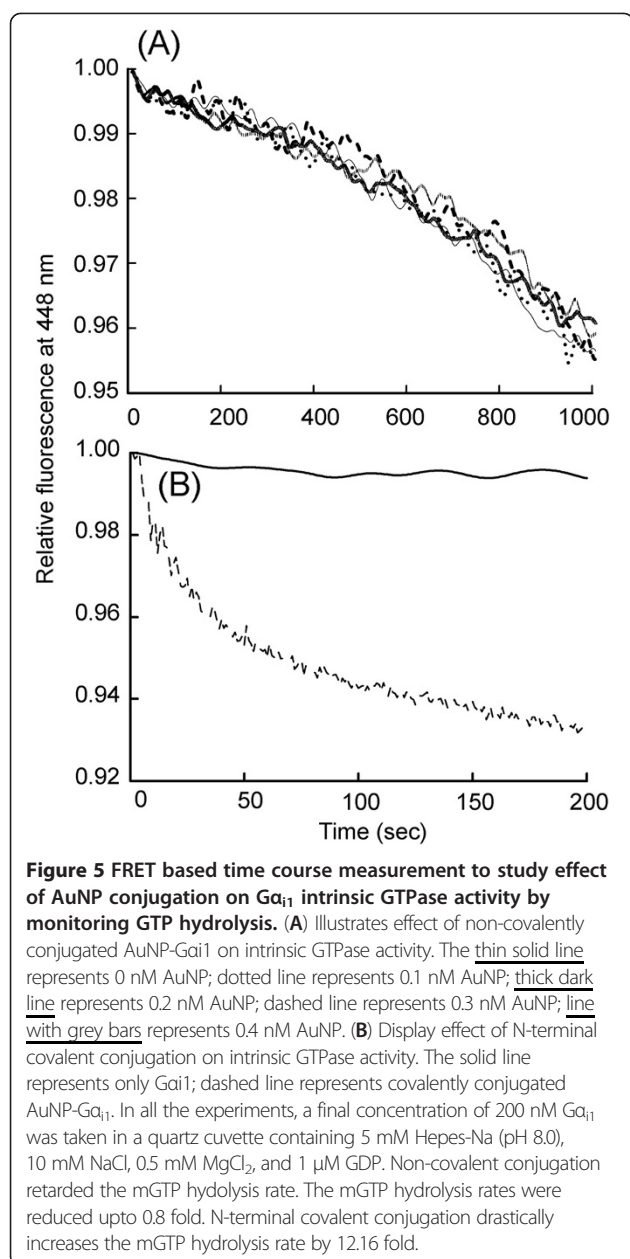 (A)
1.00
0.99
0.98
0.97
0.96
0.95
0 200 400 600 800 1000
Relative fluorescence at 448 nm
1.00
(B)
0.98
0.96
0.94
0.92
0 50 100 150 200
Time (sec)
Figure 5 FRET based time course measurement to study effect
of AuNP conjugation on Gαi1 intrinsic GTPase activity by
monitoring GTP hydrolysis. (A) Illustrates effect of non-covalently
conjugated AuNP-Gαi1 on intrinsic GTPase activity. The thin solid line
represents 0 nM AuNP; dotted line represents 0.1 nM AuNP; thick dark
line represents 0.2 nM AuNP; dashed line represents 0.3 nM AuNP; line
with grey bars represents 0.4 nM AuNP. (B) Display effect of N-terminal
covalent conjugation on intrinsic GTPase activity. The solid line
represents only Gαi1; dashed line represents covalently conjugated
AuNP-Gαi1. In all the experiments, a final concentration of 200 nM Gαi1
was taken in a quartz cuvette containing 5 mM Hepes-Na (pH 8.0),
10 mM NaCl, 0.5 mM MgCl2, and 1 μM GDP. Non-covalent conjugation
retarded the mGTP hydolysis rate. The mGTP hydrolysis rates were
reduced upto 0.8 fold. N-terminal covalent conjugation drastically
increases the mGTP hydrolysis rate by 12.16 fold.